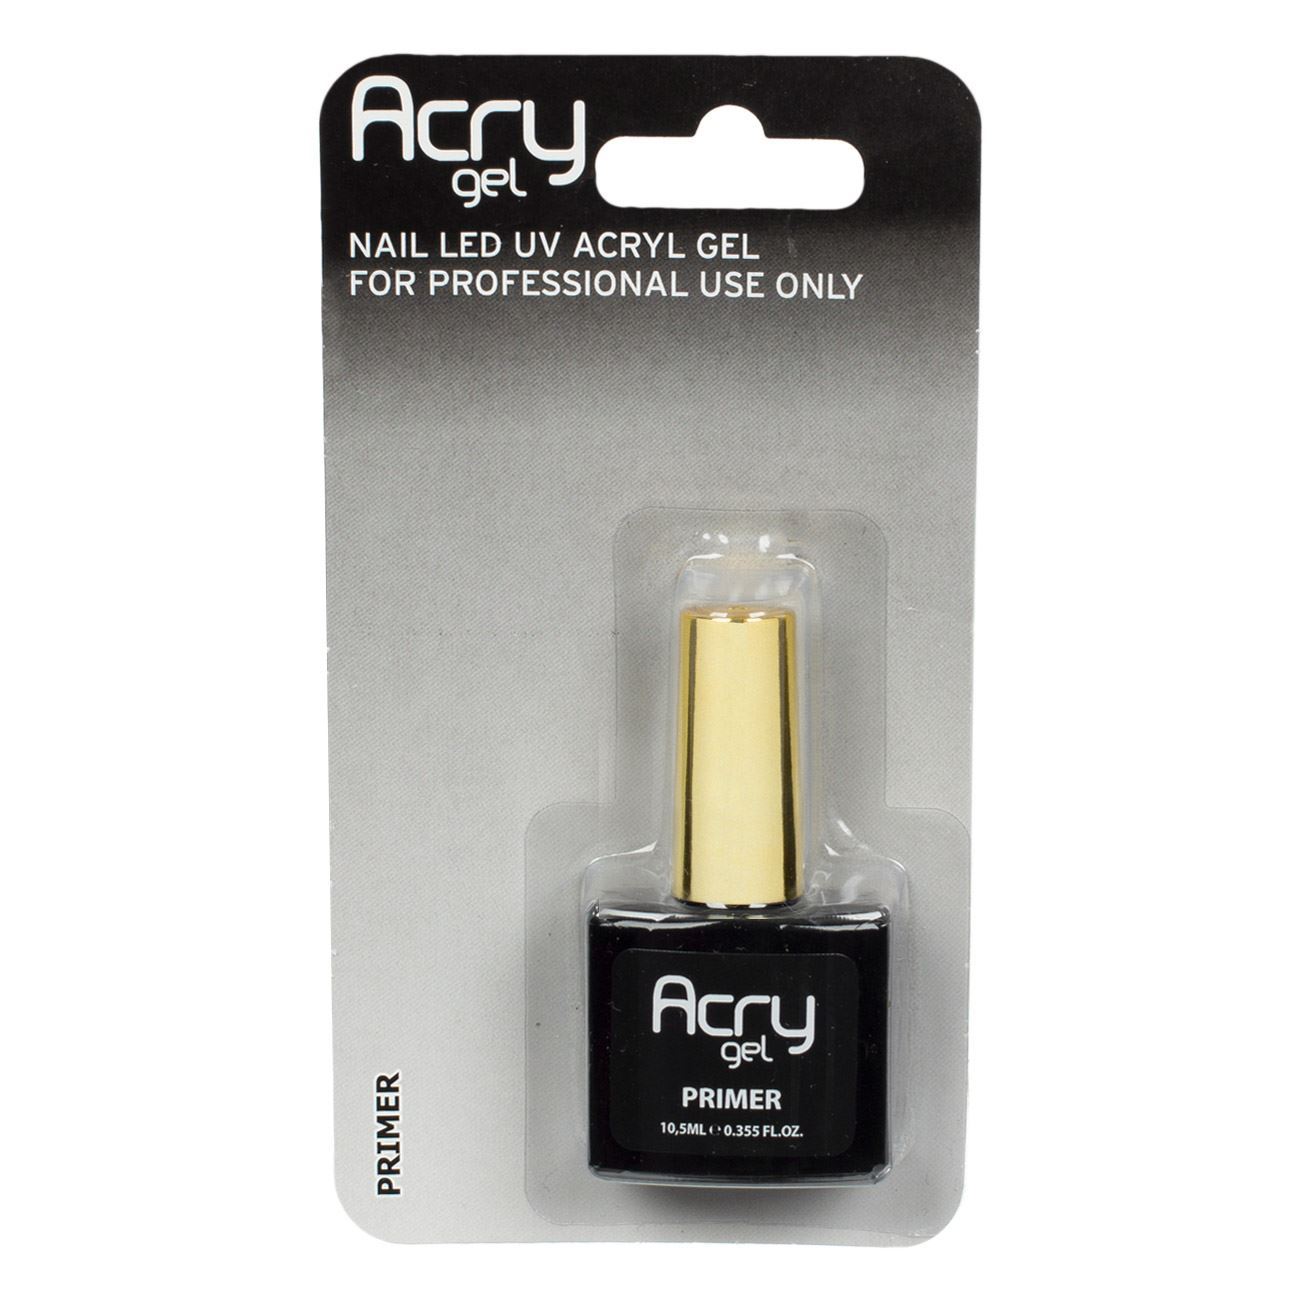 Acry
gel
NAIL LED UV ACRYL GEL
FOR PROFESSIONAL USE ONLY
PRIMER
Acry
gel
PRIMER
10,5ML ℮ 0.355 FL.OZ.